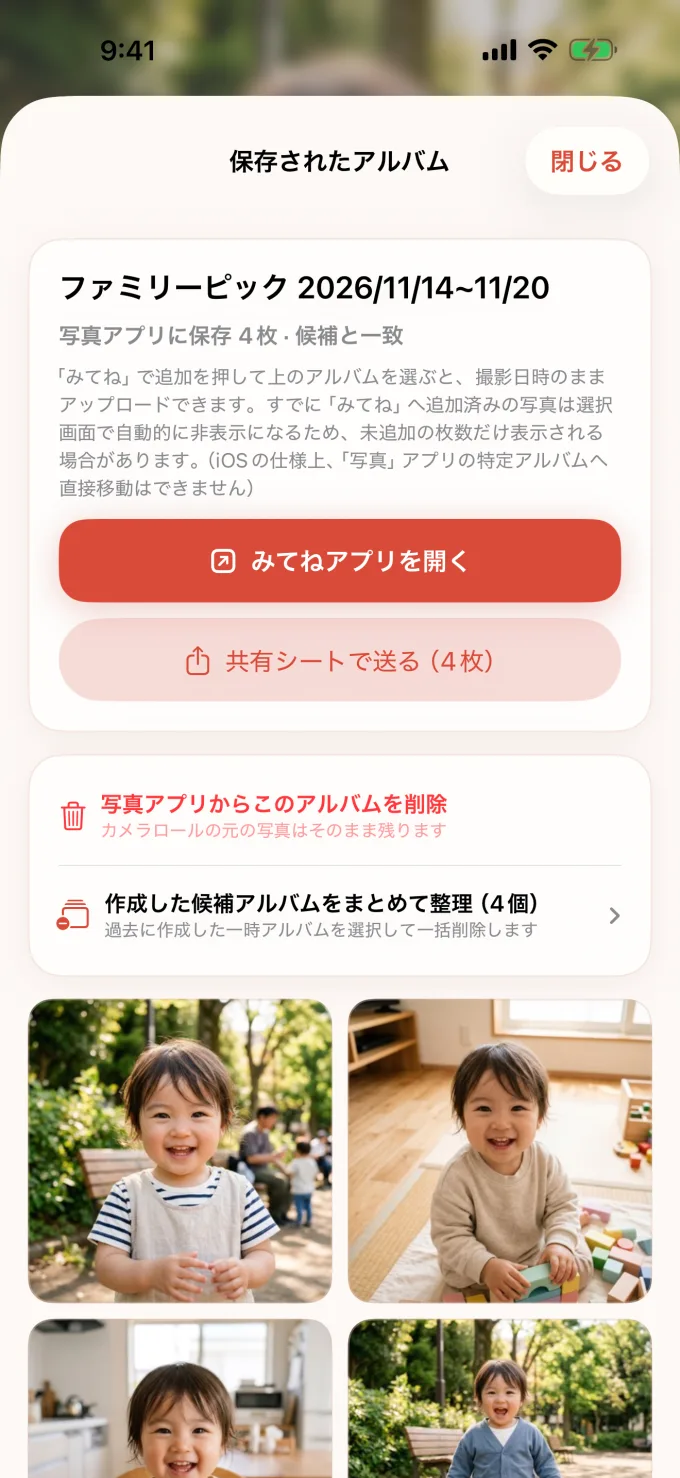 9:41
保存されたアルバム
閉じる
ファミリーピック 2026/11/14~11/20
写真アプリに保存 4枚 · 候補と一致
「みてね」で追加を押して上のアルバムを選ぶと、撮影日時のまま
アップロードできます。すでに「みてね」へ追加済みの写真は選択
画面で自動的に非表示になるため、未追加の枚数だけ表示される
場合があります。（iOSの仕様上、「写真」アプリの特定アルバムへ
直接移動はできません）
みてねアプリを開く
共有シートで送る（4枚）
写真アプリからこのアルバムを削除
カメラロールの元の写真はそのまま残ります
作成した候補アルバムをまとめて整理（4個）
過去に作成した一時アルバムを選択して一括削除します